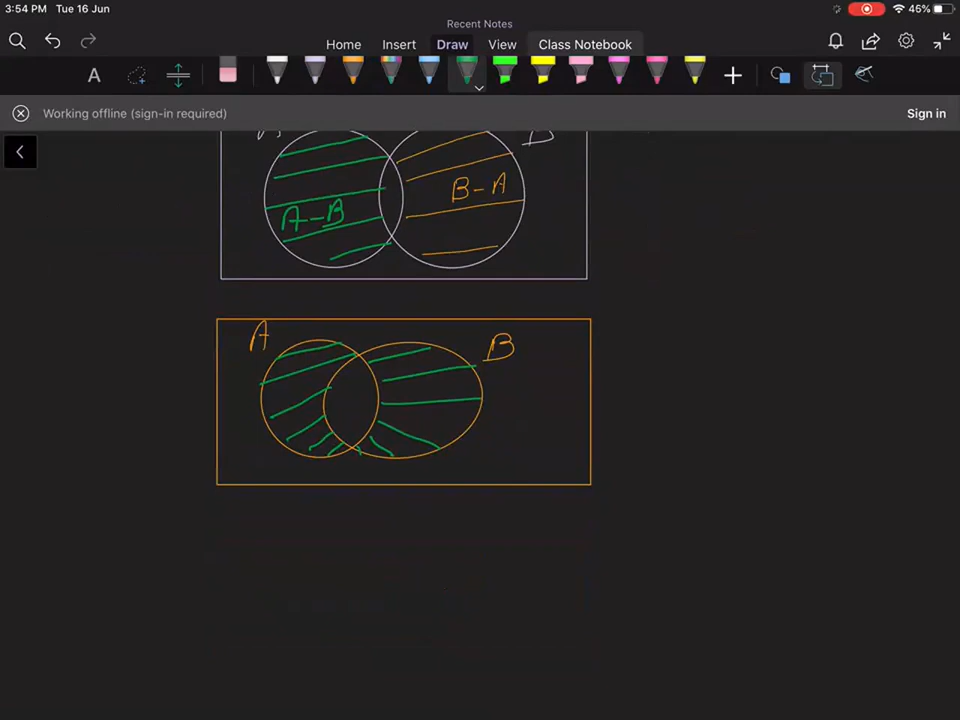 3:54 PM Tue 16 Jun
46%
Recent Notes
Home Insert Draw View Class Notebook
A
Working offline (sign-in required) Sign in
B-A
A-B
A
B